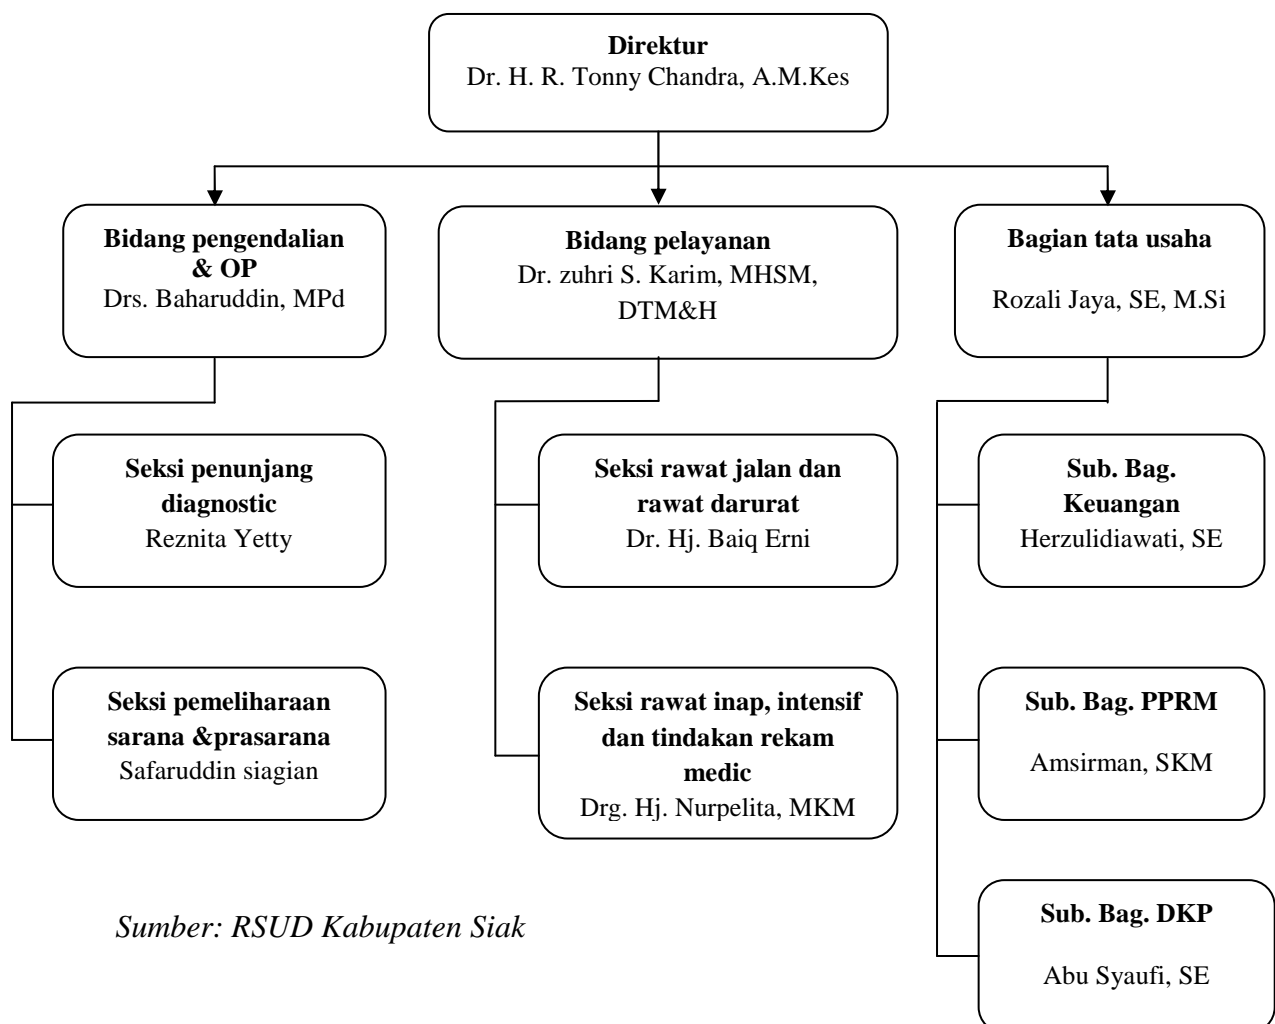 Direktur
Dr. H. R. Tonny Chandra, A.M.Kes
Bidang pengendalian
& OP
Drs. Baharuddin, MPd
Bidang pelayanan
Dr. zuhri S. Karim, MHSM,
DTM&H
Bagian tata usaha
Rozali Jaya, SE, M.Si
Seksi penunjang
diagnostic
Reznita Yetty
Seksi rawat jalan dan
rawat darurat
Dr. Hj. Baiq Erni
Sub. Bag.
Keuangan
Herzulidiawati, SE
Seksi pemeliharaan
sarana &prasarana
Safaruddin siagian
Seksi rawat inap, intensif
dan tindakan rekam
medic
Drg. Hj. Nurpelita, MKM
Sub. Bag. PPRM
Amsirman, SKM
Sub. Bag. DKP
Abu Syaufi, SE
Sumber: RSUD Kabupaten Siak